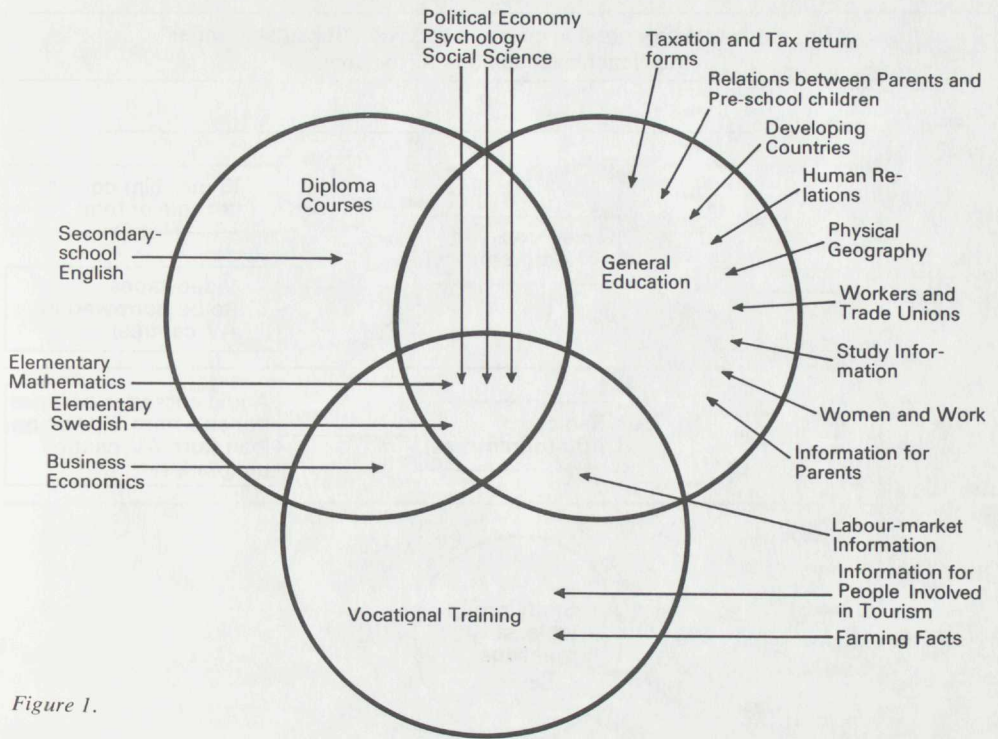 Political Economy
Psychology
Social Science
Taxation and Tax return
forms
Relations between Parents and
Pre-school children
Developing
Countries
Human Re-
lations
Physical
Geography
Workers and
Trade Unions
Study Infor-
mation
Women and Work
Information for
Parents
Labour-market
Information
Information for
People Involved
in Tourism
Farming Facts
Diploma
Courses
General
Education
Secondary-
school
English
Elementary
Mathematics
Elementary
Swedish
Business
Economics
Vocational Training
Figure 1.